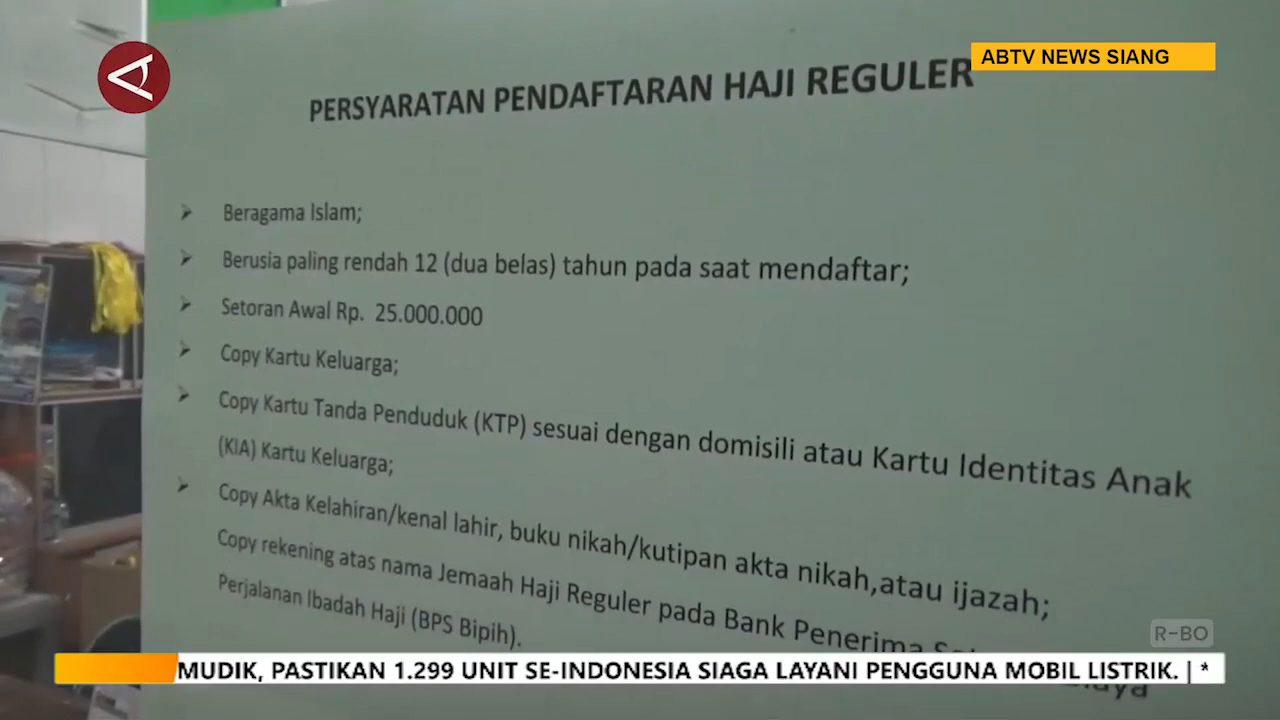 ABTV NEWS SIANG
PERSYARATAN PENDAFTARAN HAJI REGULER
➢ Beragama Islam;
➢ Berusia paling rendah 12 (dua belas) tahun pada saat mendaftar;
➢ Setoran Awal Rp. 25.000.000
➢ Copy Kartu Keluarga;
➢ Copy Kartu Tanda Penduduk (KTP) sesuai dengan domisili atau Kartu Identitas Anak
(KIA) Kartu Keluarga;
➢ Copy Akta Kelahiran/kenal lahir, buku nikah/kutipan akta nikah,atau ijazah;
Copy rekening atas nama Jemaah Haji Reguler pada Bank Penerima
Perjalanan Ibadah Haji (BPS Bipih).
R-BO
MUDIK, PASTIKAN 1.299 UNIT SE-INDONESIA SIAGA LAYANI PENGGUNA MOBIL LISTRIK. | *